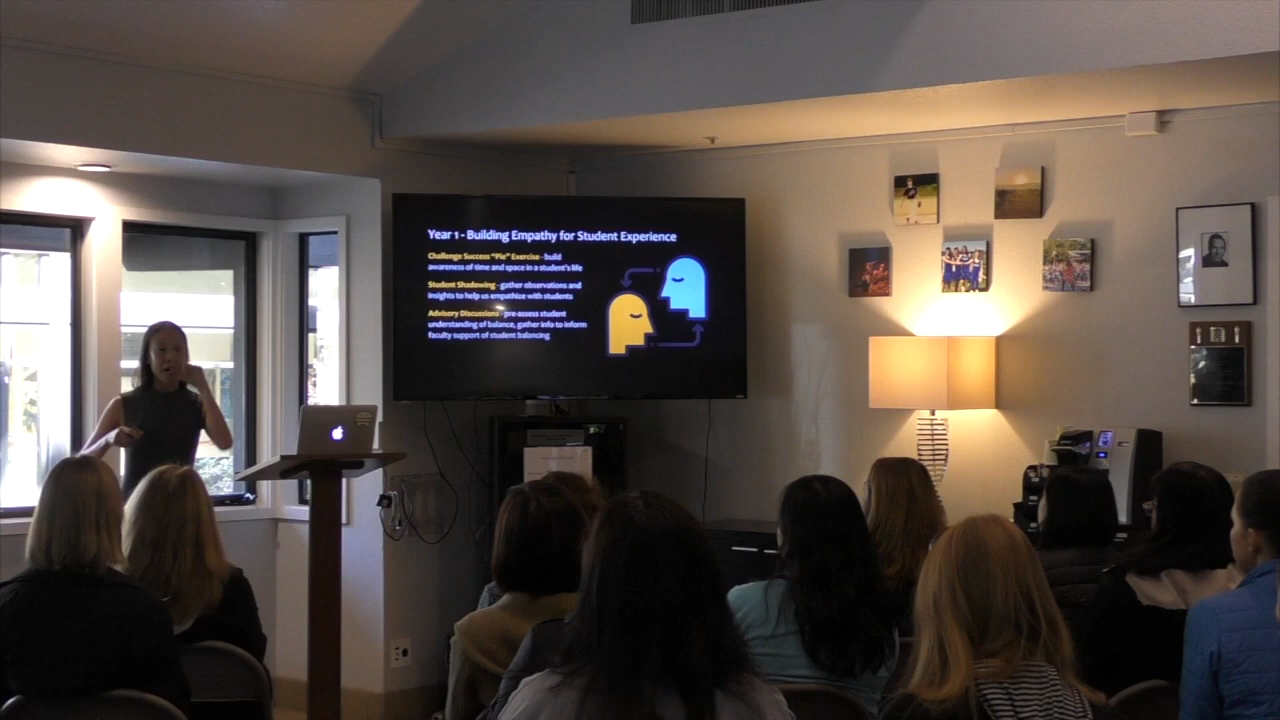 Year 1 - Building Empathy for Student Experience
Challenge Success "Pie" Exercise - build
awareness of time and space in a student's life
Student Shadowing - gather observations and
insights to help us empathize with students
Advisory Discussions - pre-assess student
understanding of balance, gather info to inform
faculty support of student balancing